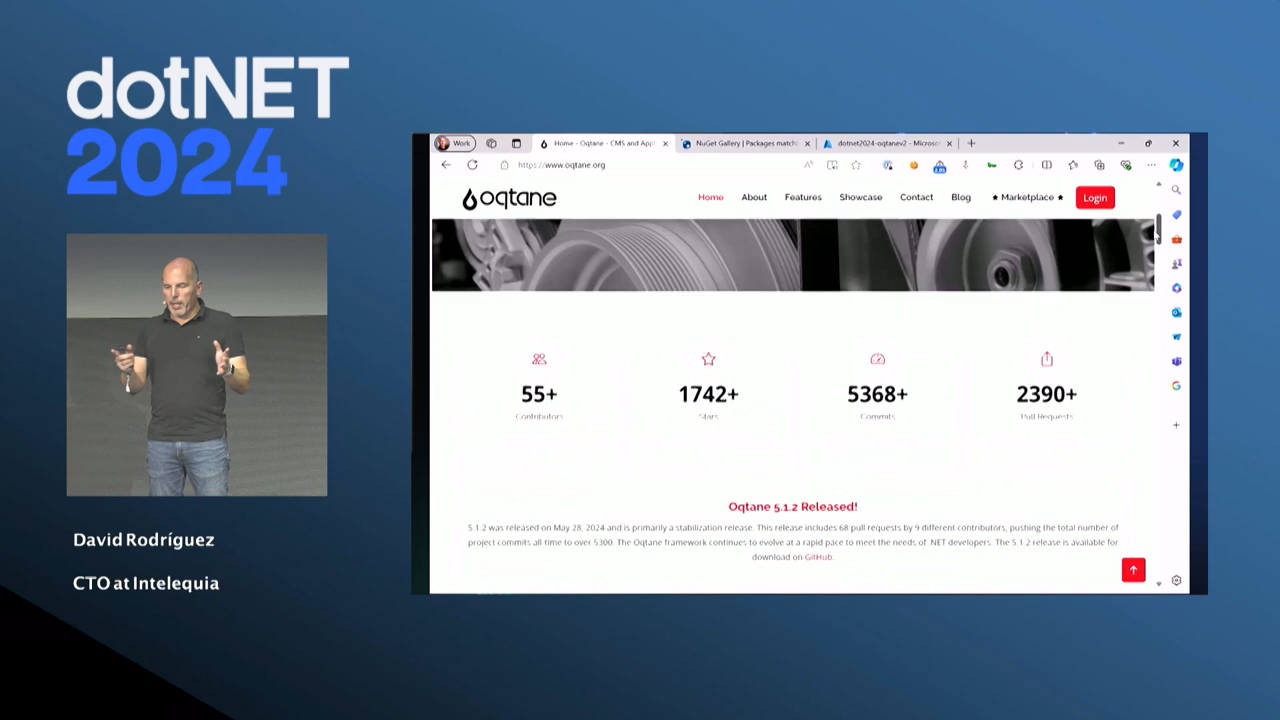 dotNET
2024
David Rodríguez
CTO at Intelequia
Work
Home - Oqtane - CMS and Appl
NuGet Gallery | Packages match
dotnet2024-oqtanev2 - Microsof
https://www.oqtane.org
oqtane
Home
About
Features
Showcase
Contact
Blog
★ Marketplace ★
Login
55+
1742+
5368+
2390+
Contributors
Stars
Commits
Pull Requests
Oqtane 5.1.2 Released!
5.1.2 was released on May 28, 2024 and is primarily a stabilization release. This release includes 68 pull requests by 9 different contributors, pushing the total number of
project commits all-time to over 5300. The Oqtane framework continues to evolve at a rapid pace to meet the needs of .NET developers. The 5.1.2 release is available for
download on GitHub.